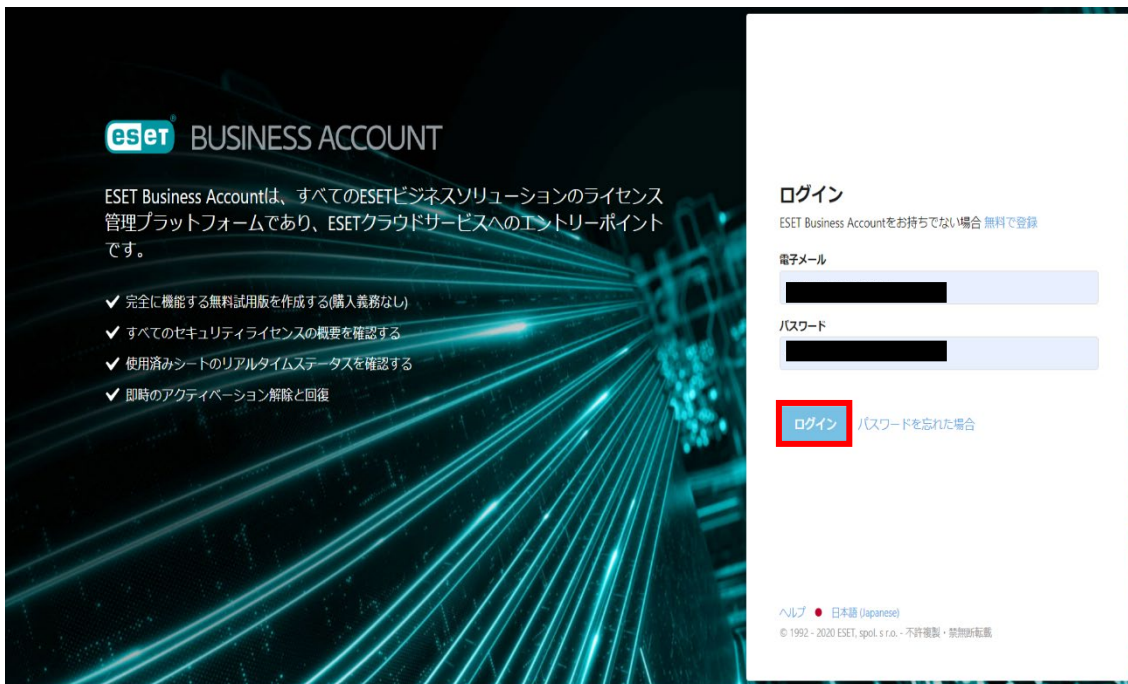 eset® BUSINESS ACCOUNT
ESET Business Accountは、すべてのESETビジネスソリューションのライセンス
管理プラットフォームであり、ESETクラウドサービスへのエントリーポイント
です。
✔ 完全に機能する無料試用版を作成する(購入義務なし)
✔ すべてのセキュリティライセンスの概要を確認する
✔ 使用済みシートのリアルタイムステータスを確認する
✔ 即時のアクティベーション解除と回復
ログイン
ESET Business Accountをお持ちでない場合 無料で登録
電子メール
パスワード
ログイン パスワードを忘れた場合
ヘルプ 日本語 (Japanese)
© 1992 - 2020 ESET, spol. s r.o. - 不許複製・禁無断転載